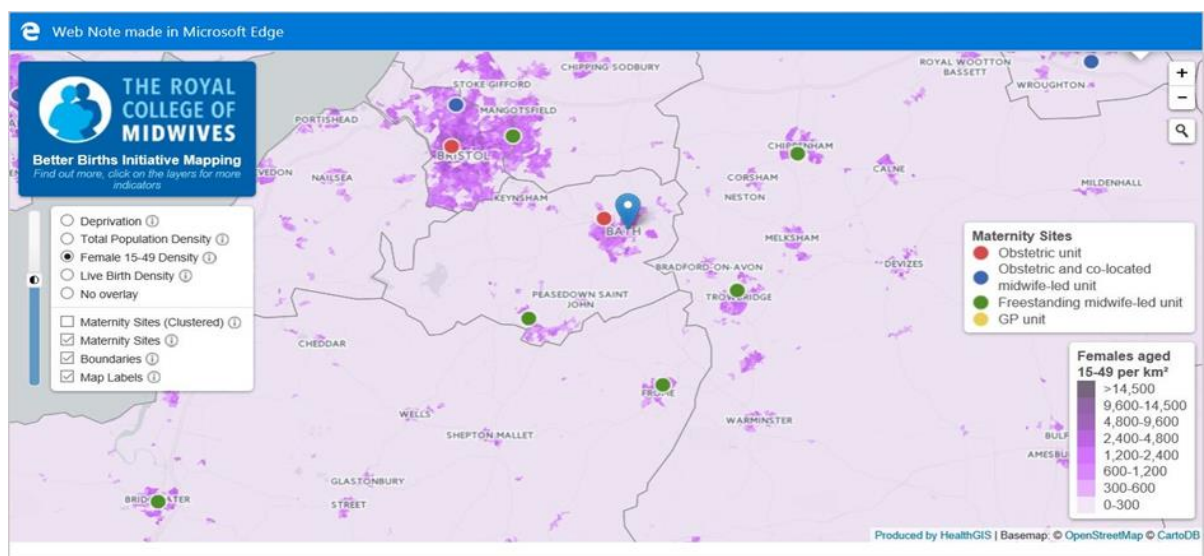 Web Note made in Microsoft Edge
THE ROYAL
COLLEGE OF
MIDWIVES
Better Births Initiative Mapping
Find out more, click on the layers for more
indicators
Deprivation
Total Population Density
Female 15-49 Density
Live Birth Density
No overlay
Maternity Sites (Clustered)
Maternity Sites
Boundaries
Map Labels
CHIPPING SODBURY
STOKE GIFFORD
MANGOTSFIELD
PORTISHEAD
BRISTOL
NAILSEA
KEYNSHAM
BATH
CHIPPENHAM
CORSHAM
NESTON
CALNE
ROYAL WOOTTON
BASSETT
WROUGHTON
MILDENHALL
MELKSHAM
DEVIZES
BRADFORD-ON-AVON
TROWBRIDGE
PEASEDOWN SAINT
JOHN
CHEDDAR
FROME
WELLS
SHEPTON MALLET
WARMINSTER
GLASTONBURY
STREET
+
−
Maternity Sites
Obstetric unit
Obstetric and co-located
midwife-led unit
Freestanding midwife-led unit
GP unit
Females aged
15-49 per km²
>14,500
9,600-14,500
4,800-9,600
2,400-4,800
1,200-2,400
600-1,200
300-600
0-300
Produced by HealthGIS | Basemap: © OpenStreetMap © CartoDB